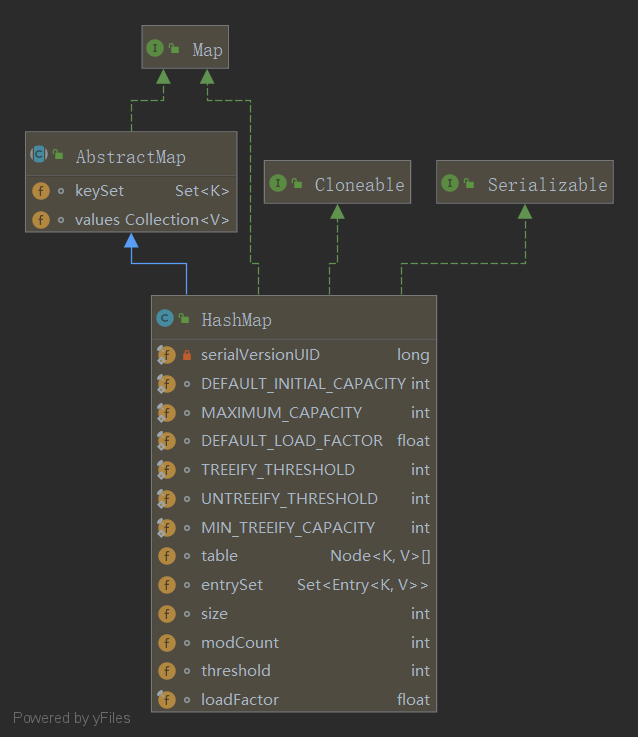 Map
AbstractMap
keySet Set<K>
values Collection<V>
Cloneable
Serializable
HashMap
serialVersionUID long
DEFAULT_INITIAL_CAPACITY int
MAXIMUM_CAPACITY int
DEFAULT_LOAD_FACTOR float
TREEIFY_THRESHOLD int
UNTREEIFY_THRESHOLD int
MIN_TREEIFY_CAPACITY int
table Node<K, V>[]
entrySet Set<Entry<K, V>>
size int
modCount int
threshold int
loadFactor float
Powered by yFiles